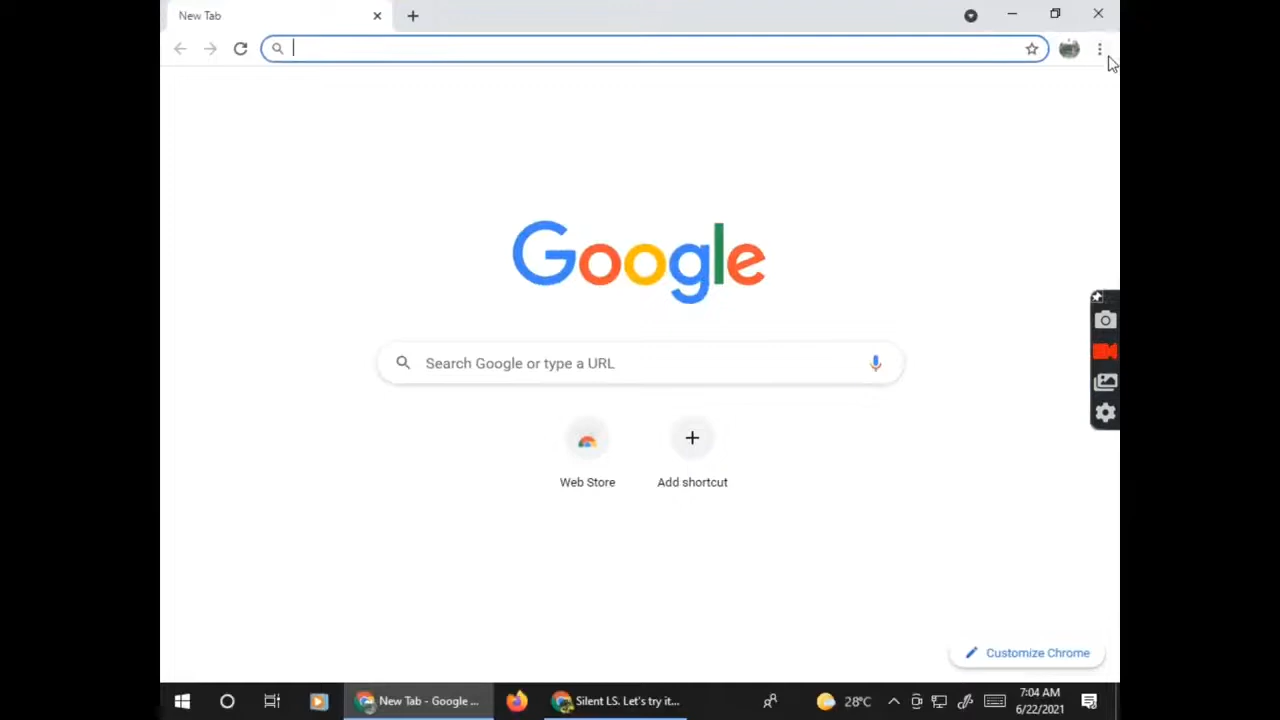 New Tab
Google
Search Google or type a URL
Web Store
Add shortcut
Customize Chrome
New Tab - Google ...
Silent I.S. Let's try it...
28°C
7:04 AM
6/22/2021